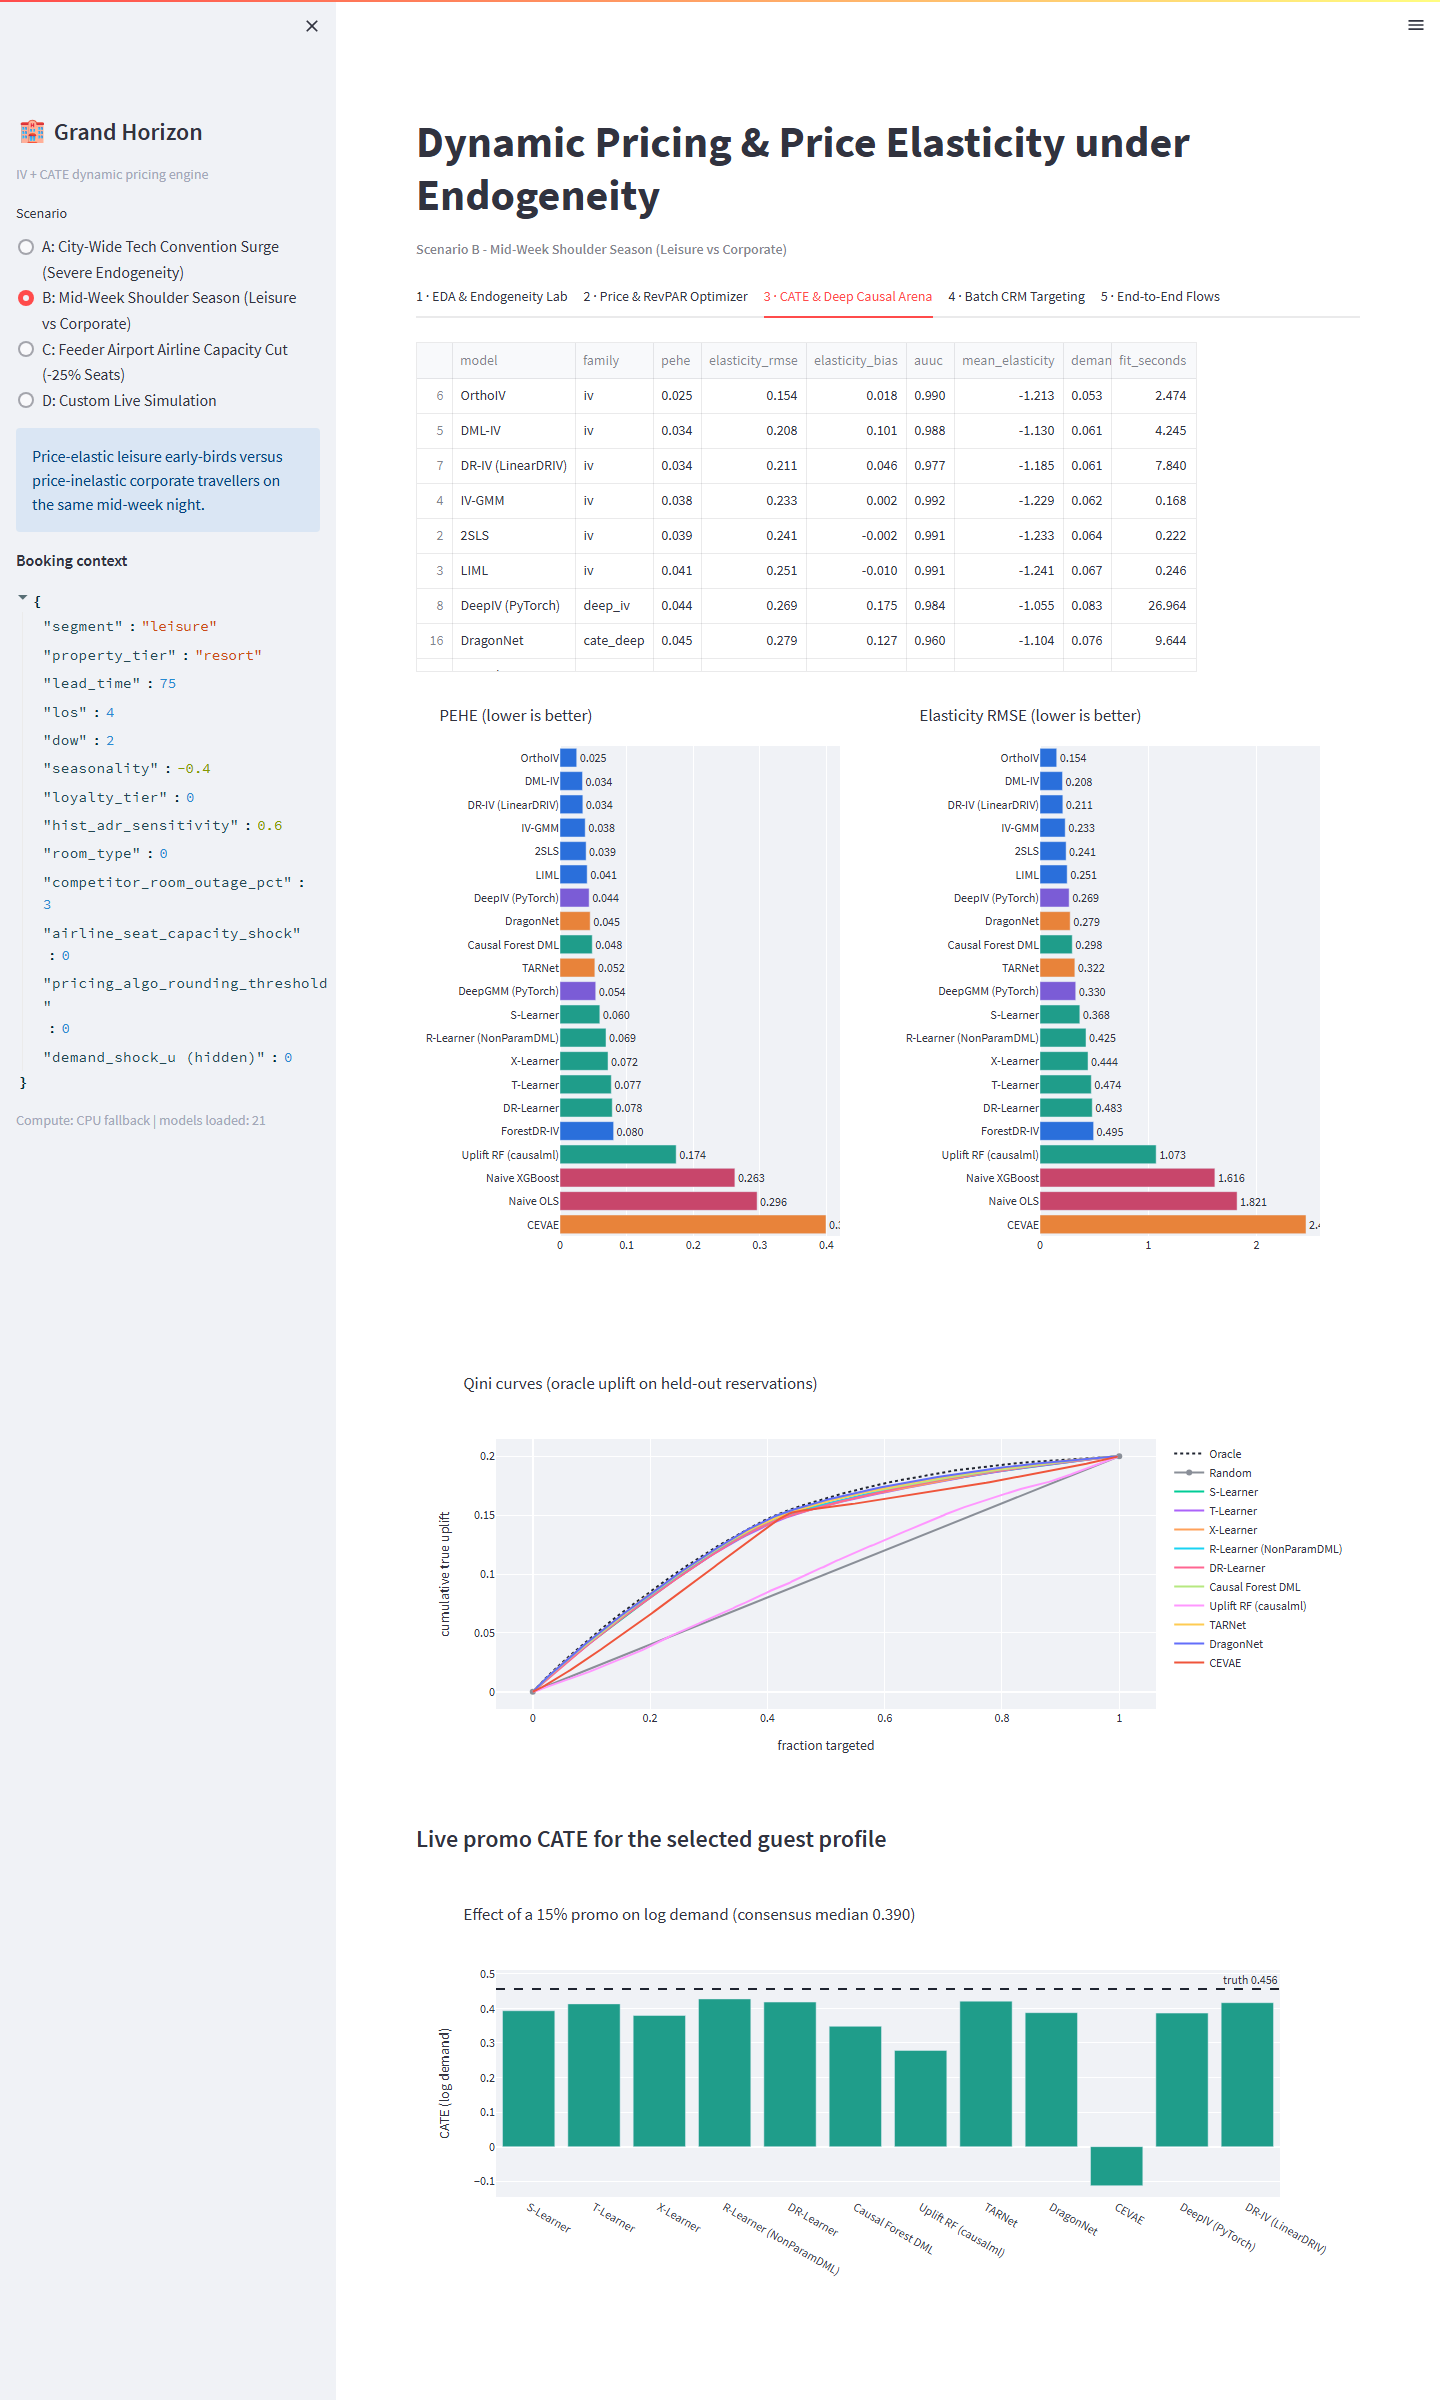 Grand Horizon
IV + CATE dynamic pricing engine
Scenario
A: City-Wide Tech Convention Surge
(Severe Endogeneity)
B: Mid-Week Shoulder Season (Leisure
vs Corporate)
C: Feeder Airport Airline Capacity Cut
(-25% Seats)
D: Custom Live Simulation
Price-elastic leisure early-birds versus
price-inelastic corporate travellers on
the same mid-week night.
Booking context
{
"segment" : "leisure"
"property_tier" : "resort"
"lead_time" : 75
"los" : 4
"dow" : 2
"seasonality" : -0.4
"loyalty_tier" : 0
"hist_adr_sensitivity" : 0.6
"room_type" : 0
"competitor_room_outage_pct" :
3
"airline_seat_capacity_shock"
: 0
"pricing_algo_rounding_threshold
"
: 0
"demand_shock_u (hidden)" : 0
}
Compute: CPU fallback | models loaded: 21
Dynamic Pricing & Price Elasticity under
Endogeneity
Scenario B - Mid-Week Shoulder Season (Leisure vs Corporate)
1 · EDA & Endogeneity Lab 2 · Price & RevPAR Optimizer 3 · CATE & Deep Causal Arena 4 · Batch CRM Targeting 5 · End-to-End Flows
model family pehe elasticity_rmse elasticity_bias auuc mean_elasticity deman fit_seconds
6 OrthoIV iv 0.025 0.154 0.018 0.990 -1.213 0.053 2.474
5 DML-IV iv 0.034 0.208 0.101 0.988 -1.130 0.061 4.245
7 DR-IV (LinearDRIV) iv 0.034 0.211 0.046 0.977 -1.185 0.061 7.840
4 IV-GMM iv 0.038 0.233 0.002 0.992 -1.229 0.062 0.168
2 2SLS iv 0.039 0.241 -0.002 0.991 -1.233 0.064 0.222
3 LIML iv 0.041 0.251 -0.010 0.991 -1.241 0.067 0.246
8 DeepIV (PyTorch) deep_iv 0.044 0.269 0.175 0.984 -1.055 0.083 26.964
16 DragonNet cate_deep 0.045 0.279 0.127 0.960 -1.104 0.076 9.644
PEHE (lower is better)
OrthoIV 0.025
DML-IV 0.034
DR-IV (LinearDRIV) 0.034
IV-GMM 0.038
2SLS 0.039
LIML 0.041
DeepIV (PyTorch) 0.044
DragonNet 0.045
Causal Forest DML 0.048
TARNet 0.052
DeepGMM (PyTorch) 0.054
S-Learner 0.060
R-Learner (NonParamDML) 0.069
X-Learner 0.072
T-Learner 0.077
DR-Learner 0.078
ForestDR-IV 0.080
Uplift RF (causalml) 0.174
Naive XGBoost 0.263
Naive OLS 0.296
CEVAE
0 0.1 0.2 0.3 0.4
Elasticity RMSE (lower is better)
OrthoIV 0.154
DML-IV 0.208
DR-IV (LinearDRIV) 0.211
IV-GMM 0.233
2SLS 0.241
LIML 0.251
DeepIV (PyTorch) 0.269
DragonNet 0.279
Causal Forest DML 0.298
TARNet 0.322
DeepGMM (PyTorch) 0.330
S-Learner 0.368
R-Learner (NonParamDML) 0.425
X-Learner 0.444
T-Learner 0.474
DR-Learner 0.483
ForestDR-IV 0.495
Uplift RF (causalml) 1.073
Naive XGBoost 1.616
Naive OLS 1.821
CEVAE
0 1 2
Qini curves (oracle uplift on held-out reservations)
cumulative true uplift
0.2
0.15
0.1
0.05
0
0 0.2 0.4 0.6 0.8 1
fraction targeted
Oracle
Random
S-Learner
T-Learner
X-Learner
R-Learner (NonParamDML)
DR-Learner
Causal Forest DML
Uplift RF (causalml)
TARNet
DragonNet
CEVAE
Live promo CATE for the selected guest profile
Effect of a 15% promo on log demand (consensus median 0.390)
CATE (log demand)
truth 0.456
0.5
0.4
0.3
0.2
0.1
0
−0.1
S-Learner
T-Learner
X-Learner
R-Learner (NonParamDML)
DR-Learner
Causal Forest DML
Uplift RF (causalml)
TARNet
DragonNet
CEVAE
DeepIV (PyTorch)
DR-IV (LinearDRIV)